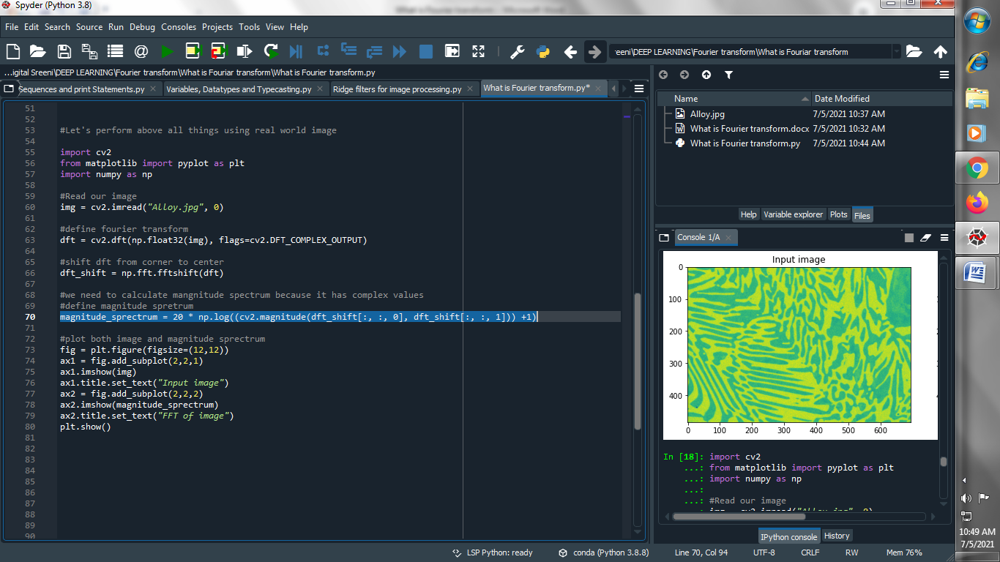 What is Fourier transform - Microsoft Word
Spyder (Python 3.8)
File Edit Search Source Run Debug Consoles Projects Tools View Help
...eeni\DEEP LEARNING\Fourier transform\What is Fouriar transform
...igital Sreeni\DEEP LEARNING\Fourier transform\What is Fouriar transform\What is Fourier transform.py
Sequences and print Statements.py Variables, Datatypes and Typecasting.py Ridge filters for image processing.py What is Fourier transform.py*
51
52
53 #Let's perform above all things using real world image
54
55 import cv2
56 from matplotlib import pyplot as plt
57 import numpy as np
58
59 #Read our image
60 img = cv2.imread("Alloy.jpg", 0)
61
62 #define fourier transform
63 dft = cv2.dft(np.float32(img), flags=cv2.DFT_COMPLEX_OUTPUT)
64
65 #shift dft from corner to center
66 dft_shift = np.fft.fftshift(dft)
67
68 #we need to calculate mangnitude spectrum because it has complex values
69 #define magnitude spretrum
70 magnitude_sprectrum = 20 * np.log((cv2.magnitude(dft_shift[:, :, 0], dft_shift[:, :, 1])) +1)
71
72 #plot both image and magnitude sprectrum
73 fig = plt.figure(figsize=(12,12))
74 ax1 = fig.add_subplot(2,2,1)
75 ax1.imshow(img)
76 ax1.title.set_text("Input image")
77 ax2 = fig.add_subplot(2,2,2)
78 ax2.imshow(magnitude_sprectrum)
79 ax2.title.set_text("FFT of image")
80 plt.show()
81
82
83
84
85
86
87
88
89
90
Name Date Modified
Alloy.jpg 7/5/2021 10:37 AM
What is Fourier transform.docx 7/5/2021 10:32 AM
What is Fourier transform.py 7/5/2021 10:44 AM
Help Variable explorer Plots Files
Console 1/A
Input image
0
100
200
300
400
0 100 200 300 400 500 600
In [18]: import cv2
...: from matplotlib import pyplot as plt
...: import numpy as np
...:
...: #Read our image
...: img = cv2.imread("Alloy.jpg", 0)
IPython console History
LSP Python: ready conda (Python 3.8.8) Line 70, Col 94 UTF-8 CRLF RW Mem 76%
10:49 AM
7/5/2021